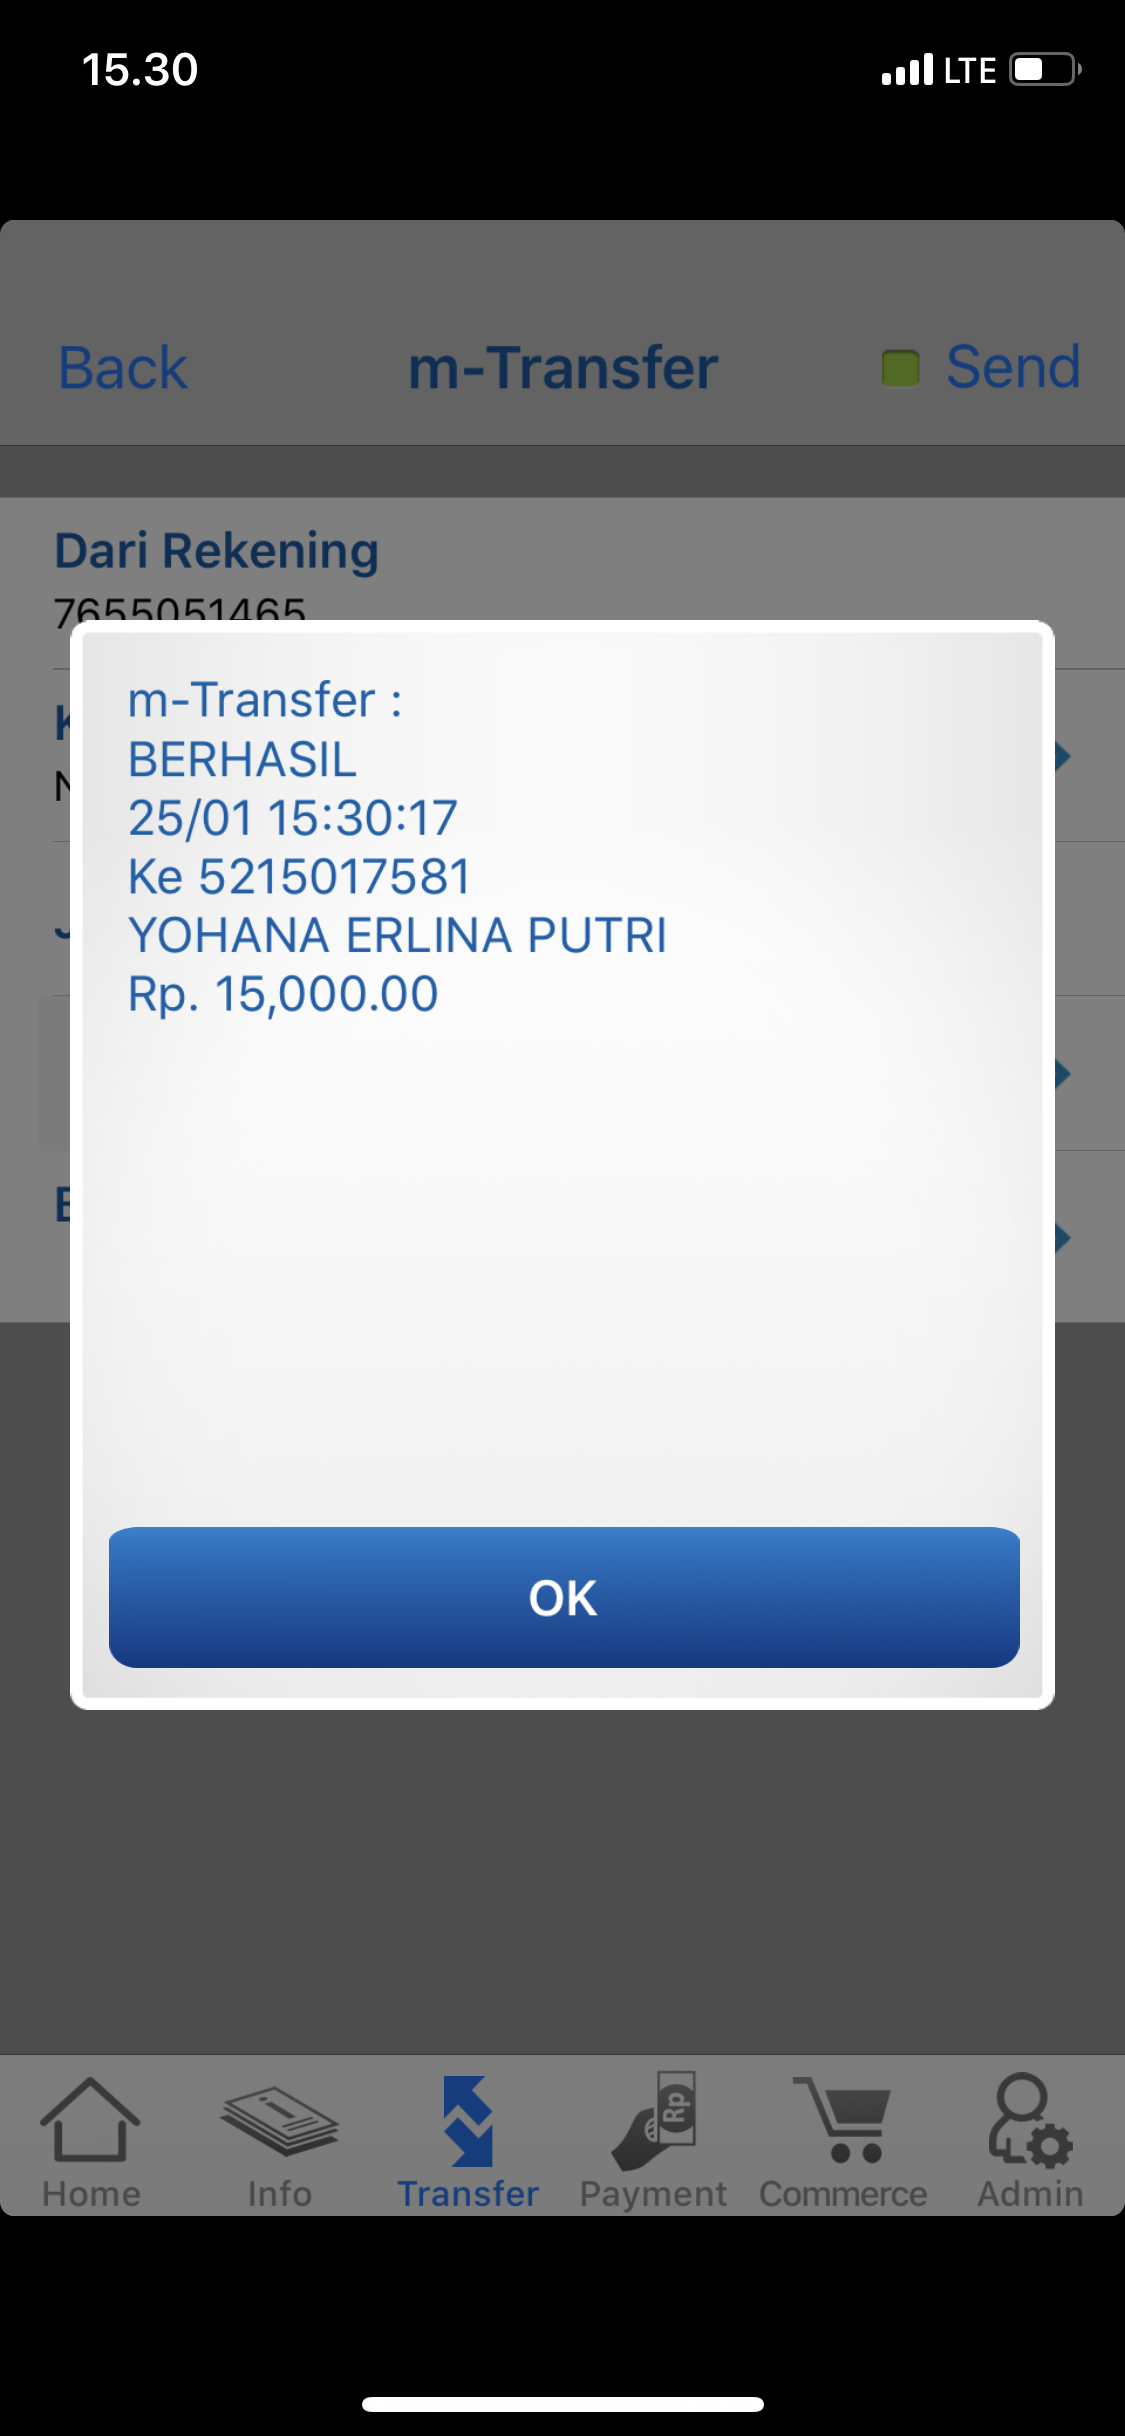 15.30
LTE
Back
m-Transfer
Send
Dari Rekening
7655051465
m-Transfer :
BERHASIL
25/01 15:30:17
Ke 5215017581
YOHANA ERLINA PUTRI
Rp. 15,000.00
OK
Rp
Home
Info
Transfer
Payment
Commerce
Admin